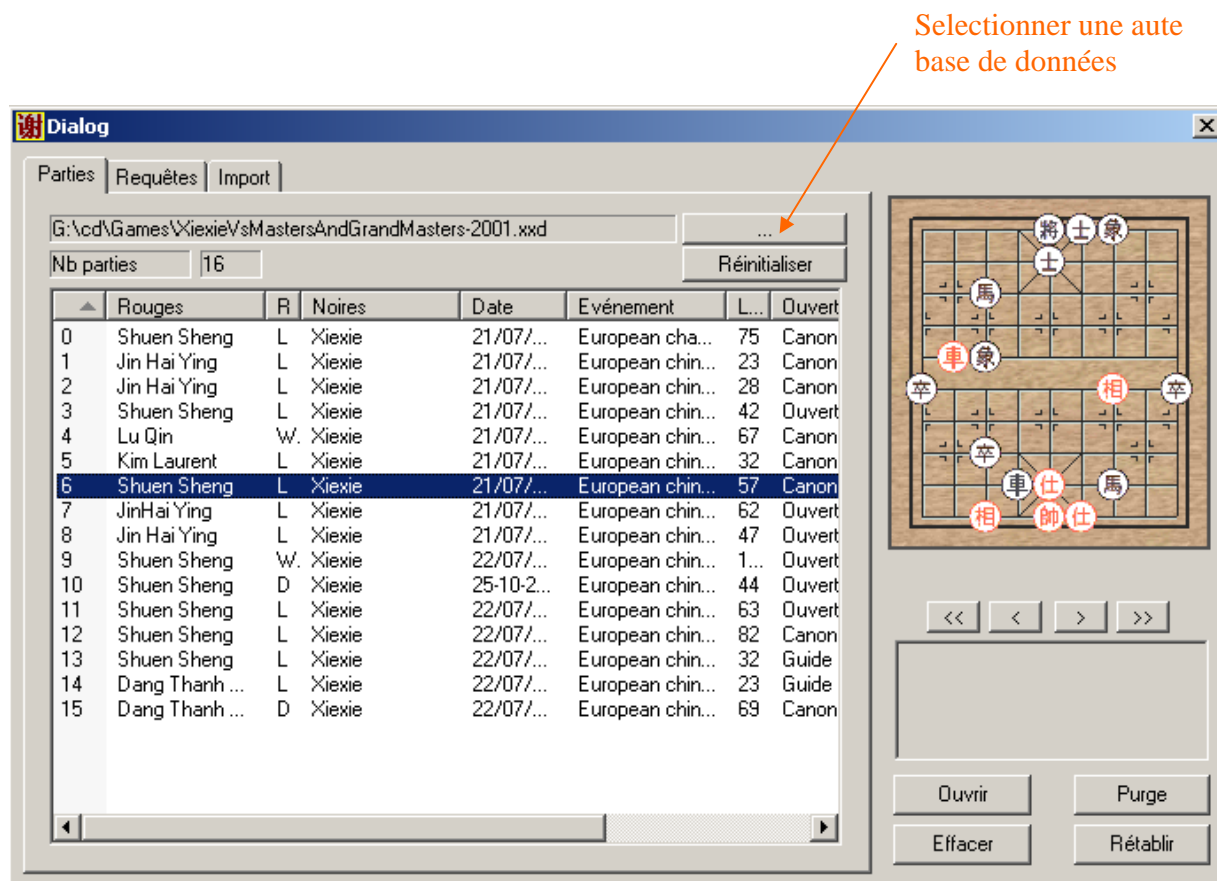 Selectionner une aute
base de données
谢 Dialog
Parties Requêtes Import
G:\cd\Games\XiexieVsMastersAndGrandMasters-2001.xxd ...
Nb parties 16 Réinitialiser
Rouges R Noires Date Evénement L... Ouvert
0 Shuen Sheng L Xiexie 21/07/... European cha... 75 Canon
1 Jin Hai Ying L Xiexie 21/07/... European chin... 23 Canon
2 Jin Hai Ying L Xiexie 21/07/... European chin... 28 Canon
3 Shuen Sheng L Xiexie 21/07/... European chin... 42 Ouvert
4 Lu Qin W. Xiexie 21/07/... European chin... 67 Canon
5 Kim Laurent L Xiexie 21/07/... European chin... 32 Canon
6 Shuen Sheng L Xiexie 21/07/... European chin... 57 Canon
7 JinHai Ying L Xiexie 21/07/... European chin... 62 Ouvert
8 Jin Hai Ying L Xiexie 21/07/... European chin... 47 Ouvert
9 Shuen Sheng W. Xiexie 22/07/... European chin... 1... Ouvert
10 Shuen Sheng D Xiexie 25-10-2... European chin... 44 Ouvert
11 Shuen Sheng L Xiexie 22/07/... European chin... 63 Ouvert
12 Shuen Sheng L Xiexie 22/07/... European chin... 82 Canon
13 Shuen Sheng L Xiexie 22/07/... European chin... 32 Guide
14 Dang Thanh ... L Xiexie 22/07/... European chin... 23 Guide
15 Dang Thanh ... D Xiexie 22/07/... European chin... 69 Canon
將 士 象
士
馬
車 象
卒 相 卒
卒
車 仕 馬
相 帥 仕
<< < > >>
Ouvrir Purge
Effacer Rétablir